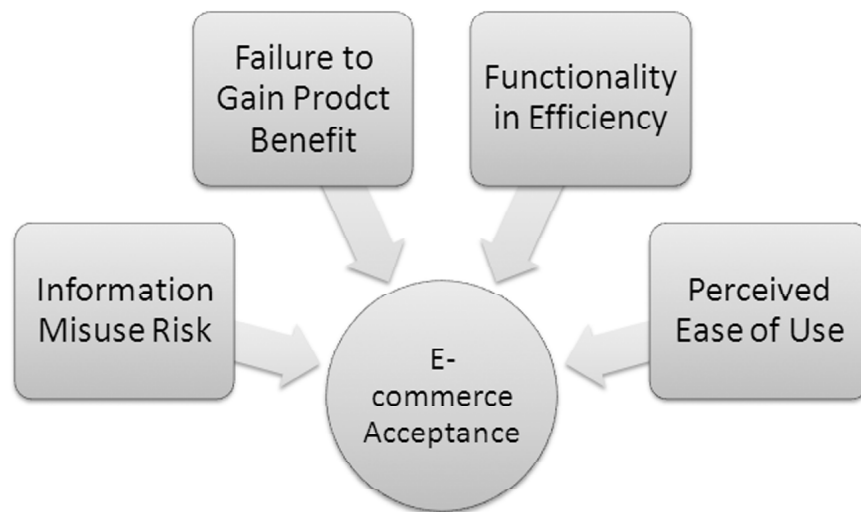 Failure to
Gain Prodct
Benefit
Functionality
in Efficiency
Information
Misuse Risk
Perceived
Ease of Use
E-
commerce
Acceptance